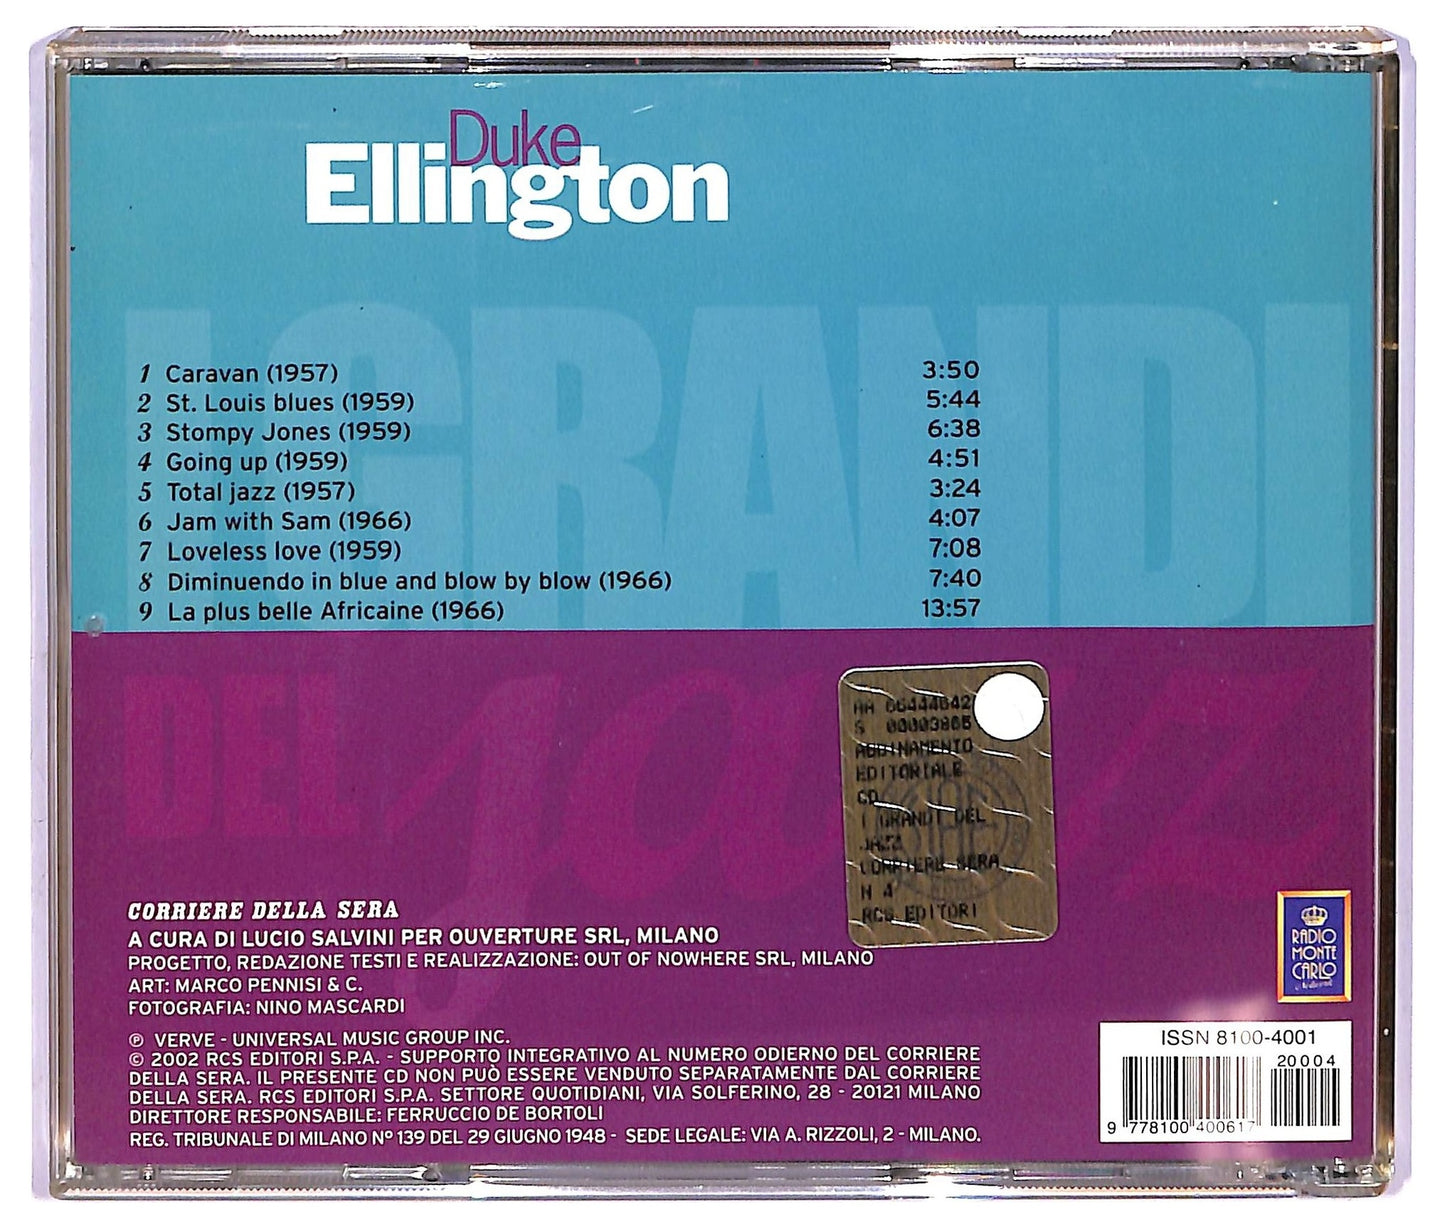 Duke
Ellington
I GRANDI
1 Caravan (1957) 3:50
2 St. Louis blues (1959) 5:44
3 Stompy Jones (1959) 6:38
4 Going up (1959) 4:51
5 Total jazz (1957) 3:24
6 Jam with Sam (1966) 4:07
7 Loveless love (1959) 7:08
8 Diminuendo in blue and blow by blow (1966) 7:40
9 La plus belle Africaine (1966) 13:57
DEL jazz
EDITORIALE
CD
I GRANDI DEL
JAZZ
N 4
RCS EDITORI
CORRIERE DELLA SERA
A CURA DI LUCIO SALVINI PER OUVERTURE SRL, MILANO
PROGETTO, REDAZIONE TESTI E REALIZZAZIONE: OUT OF NOWHERE SRL, MILANO
ART: MARCO PENNISI & C.
FOTOGRAFIA: NINO MASCARDI
RADIO
MONTE
CARLO
℗ VERVE - UNIVERSAL MUSIC GROUP INC.
© 2002 RCS EDITORI S.P.A. - SUPPORTO INTEGRATIVO AL NUMERO ODIERNO DEL CORRIERE
DELLA SERA. IL PRESENTE CD NON PUÒ ESSERE VENDUTO SEPARATAMENTE DAL CORRIERE
DELLA SERA. RCS EDITORI S.P.A. SETTORE QUOTIDIANI, VIA SOLFERINO, 28 - 20121 MILANO
DIRETTORE RESPONSABILE: FERRUCCIO DE BORTOLI
REG. TRIBUNALE DI MILANO Nº 139 DEL 29 GIUGNO 1948 - SEDE LEGALE: VIA A. RIZZOLI, 2 - MILANO.
ISSN 8100-4001
20004
9 778100 400617